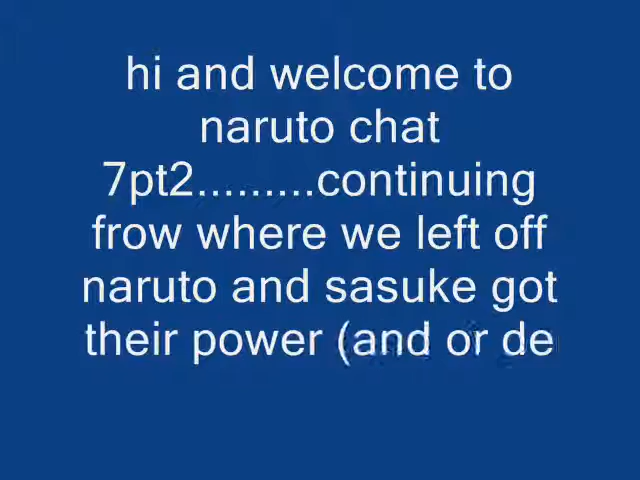 hi and welcome to
naruto chat
7pt2.........continuing
frow where we left off
naruto and sasuke got
their power (and or de